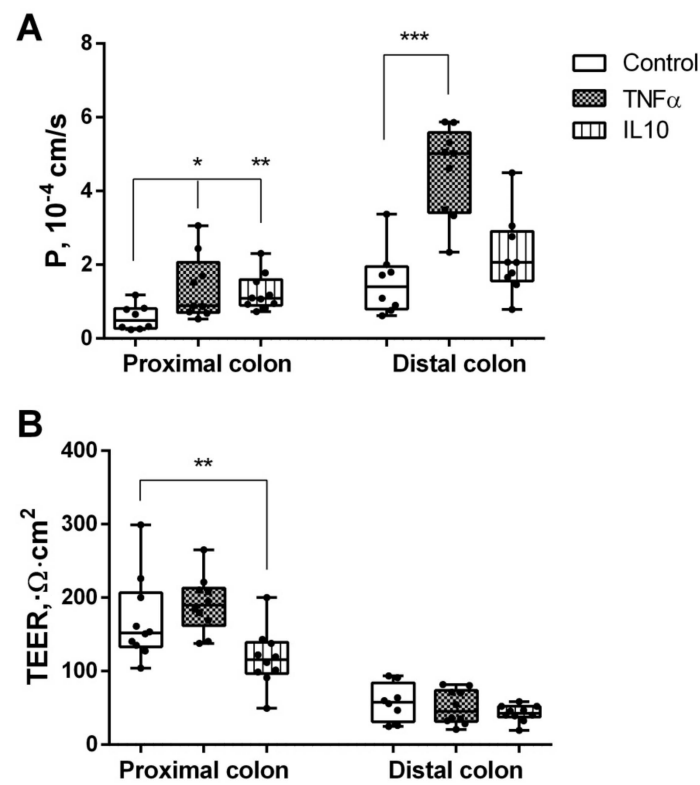 A
8
6
4
2
0
P, 10⁻⁴ cm/s
* **
***
Control
TNFα
IL10
Proximal colon
Distal colon
B
400
300
200
100
0
TEER,·Ω·cm²
**
Proximal colon
Distal colon